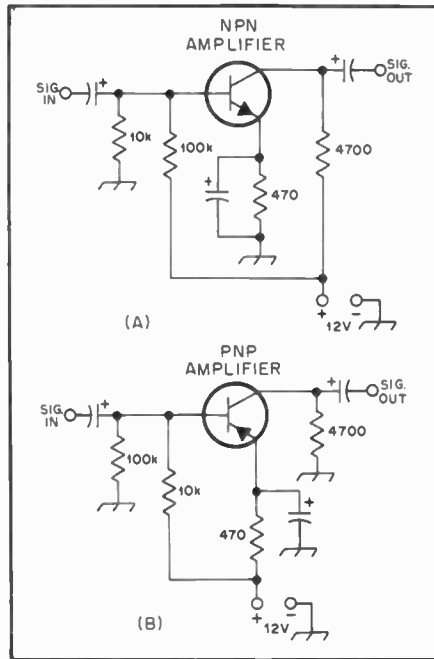 NPN
AMPLIFIER
SIG.
IN
+
10k
100k
+
470
4700
+
SIG.
OUT
+
12V
-
(A)
PNP
AMPLIFIER
SIG.
IN
+
100k
10k
470
+
4700
+
SIG.
OUT
+
12V
-
(B)